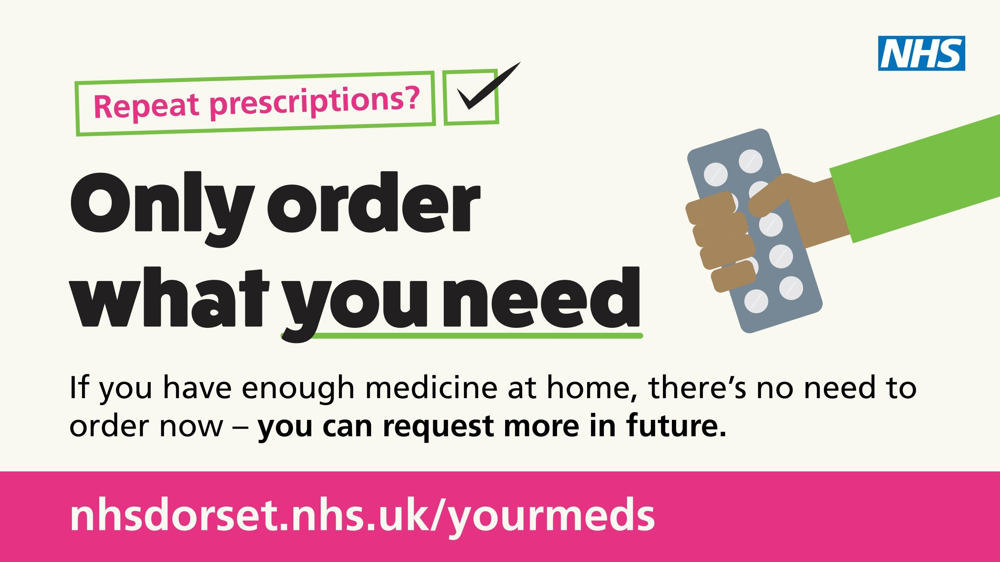 NHS
Repeat prescriptions?
Only order
what you need
If you have enough medicine at home, there’s no need to
order now – you can request more in future.
nhsdorset.nhs.uk/yourmeds